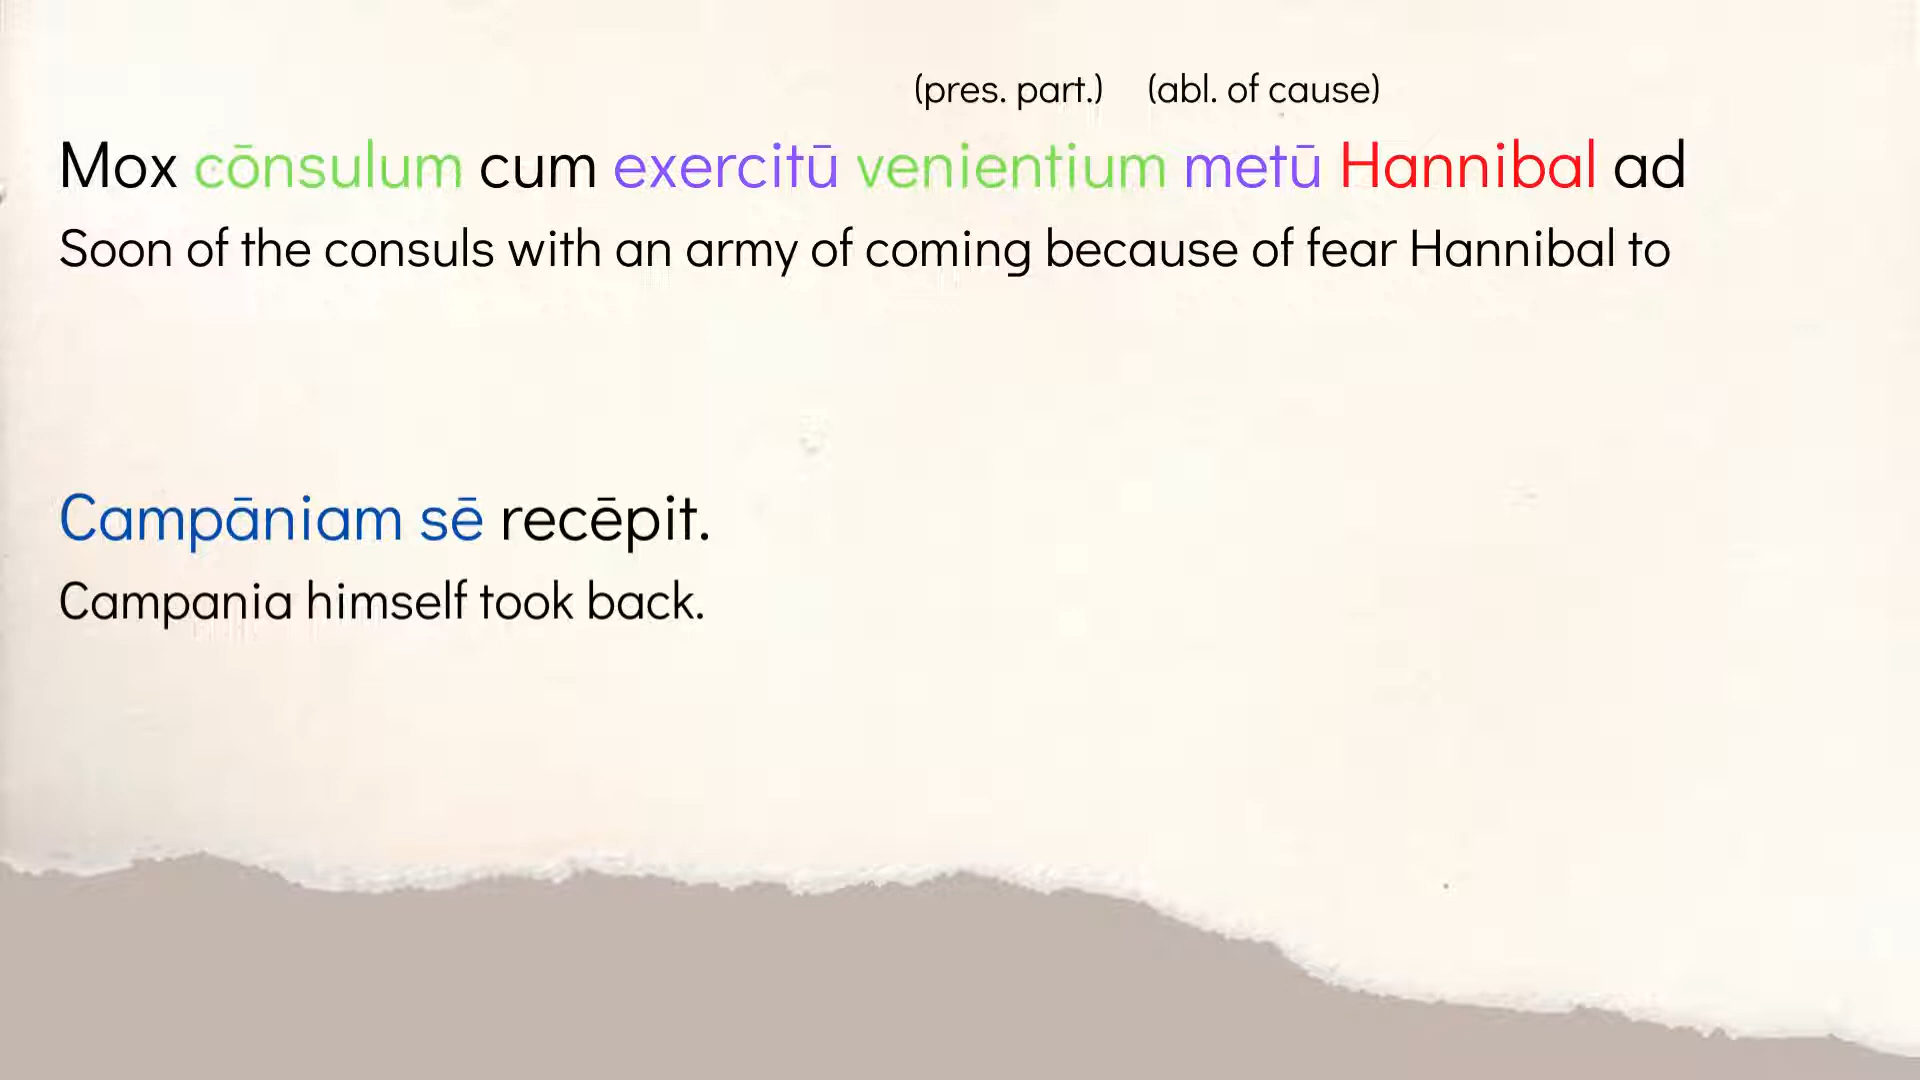 (pres. part.) (abl. of cause)
Mox cōnsulum cum exercitū venientium metū Hannibal ad
Soon of the consuls with an army of coming because of fear Hannibal to
Campāniam sē recēpit.
Campania himself took back.